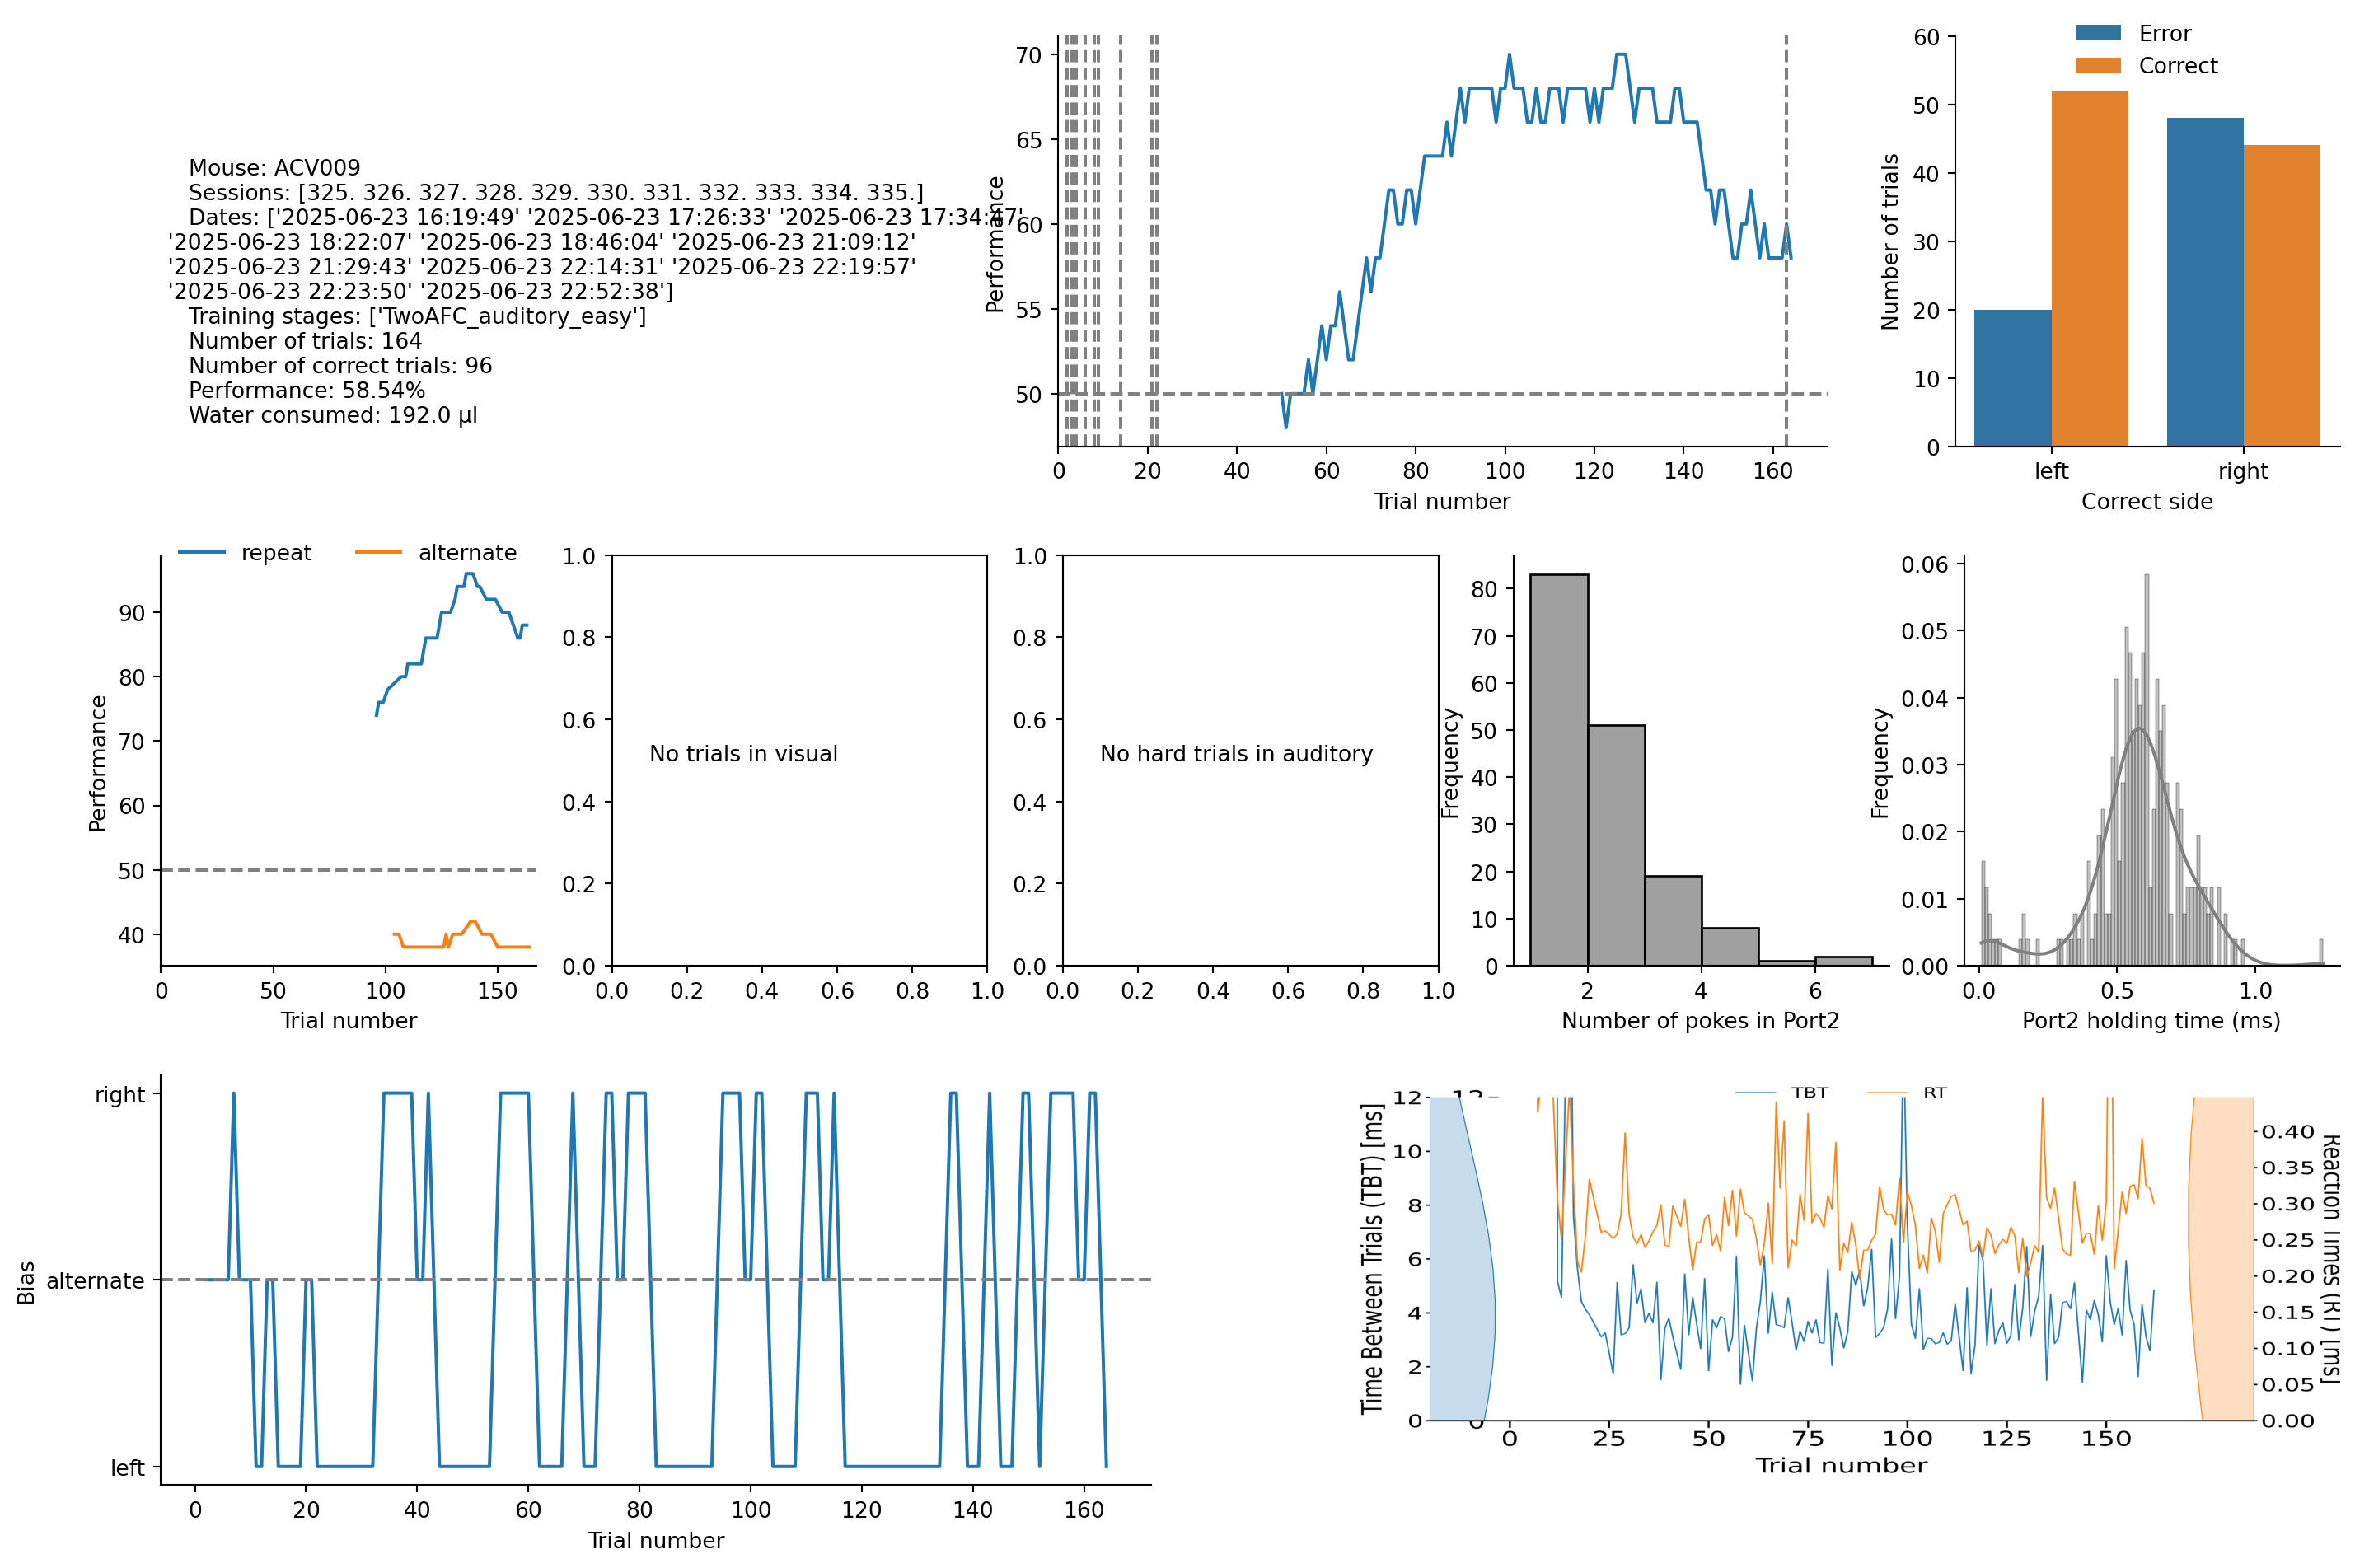 Mouse: ACV009
Sessions: [325. 326. 327. 328. 329. 330. 331. 332. 333. 334. 335.]
Dates: ['2025-06-23 16:19:49' '2025-06-23 17:26:33' '2025-06-23 17:34:47'
'2025-06-23 18:22:07' '2025-06-23 18:46:04' '2025-06-23 21:09:12'
'2025-06-23 21:29:43' '2025-06-23 22:14:31' '2025-06-23 22:19:57'
'2025-06-23 22:23:50' '2025-06-23 22:52:38']
Training stages: ['TwoAFC_auditory_easy']
Number of trials: 164
Number of correct trials: 96
Performance: 58.54%
Water consumed: 192.0 µl
Performance
70
65
60
55
50
0 20 40 60 80 100 120 140 160
Trial number
Error
Correct
Number of trials
60
50
40
30
20
10
0
left right
Correct side
repeat alternate
Performance
90
80
70
60
50
40
0 50 100 150
Trial number
1.0
0.8
0.6
0.4
0.2
0.0
No trials in visual
0.0 0.2 0.4 0.6 0.8 1.0
1.0
0.8
0.6
0.4
0.2
0.0
No hard trials in auditory
0.0 0.2 0.4 0.6 0.8 1.0
Frequency
80
70
60
50
40
30
20
10
0
2 4 6
Number of pokes in Port2
Frequency
0.06
0.05
0.04
0.03
0.02
0.01
0.00
0.0 0.5 1.0
Port2 holding time (ms)
Bias
right
alternate
left
0 20 40 60 80 100 120 140 160
Trial number
TBT RT
Time Between Trials (TBT) [ms]
12
10
8
6
4
2
0
12
0
0 25 50 75 100 125 150
Trial number
0.40
0.35
0.30
0.25
0.20
0.15
0.10
0.05
0.00
Reaction Times (RT) [ms]